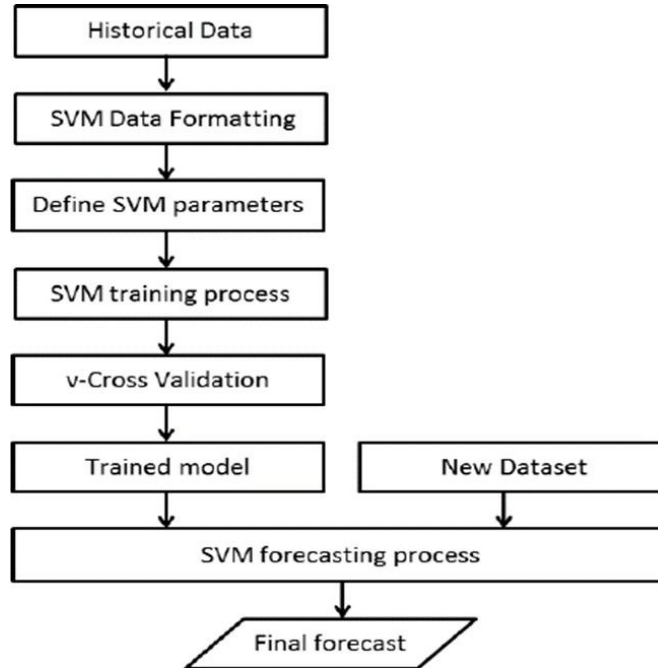 Historical Data
SVM Data Formatting
Define SVM parameters
SVM training process
v-Cross Validation
Trained model
New Dataset
SVM forecasting process
Final forecast